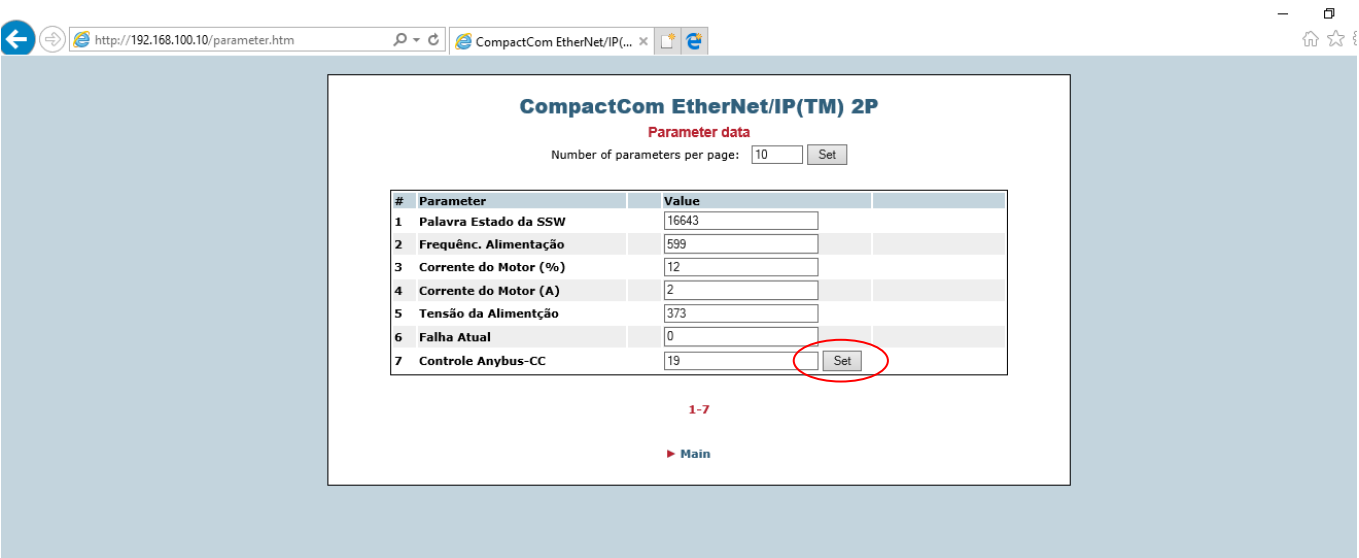 http://192.168.100.10/parameter.htm
CompactCom EtherNet/IP(...
CompactCom EtherNet/IP(TM) 2P
Parameter data
Number of parameters per page: 10 Set
# Parameter Value
1 Palavra Estado da SSW 16643
2 Frequênc. Alimentação 599
3 Corrente do Motor (%) 12
4 Corrente do Motor (A) 2
5 Tensão da Alimentção 373
6 Falha Atual 0
7 Controle Anybus-CC 19 Set
1-7
Main